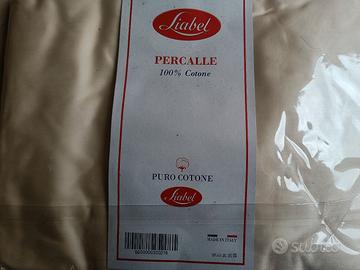 Liabel
PERCALLE
100% Cotone
PURO COTONE
Liabel
MADE IN ITALY
subito